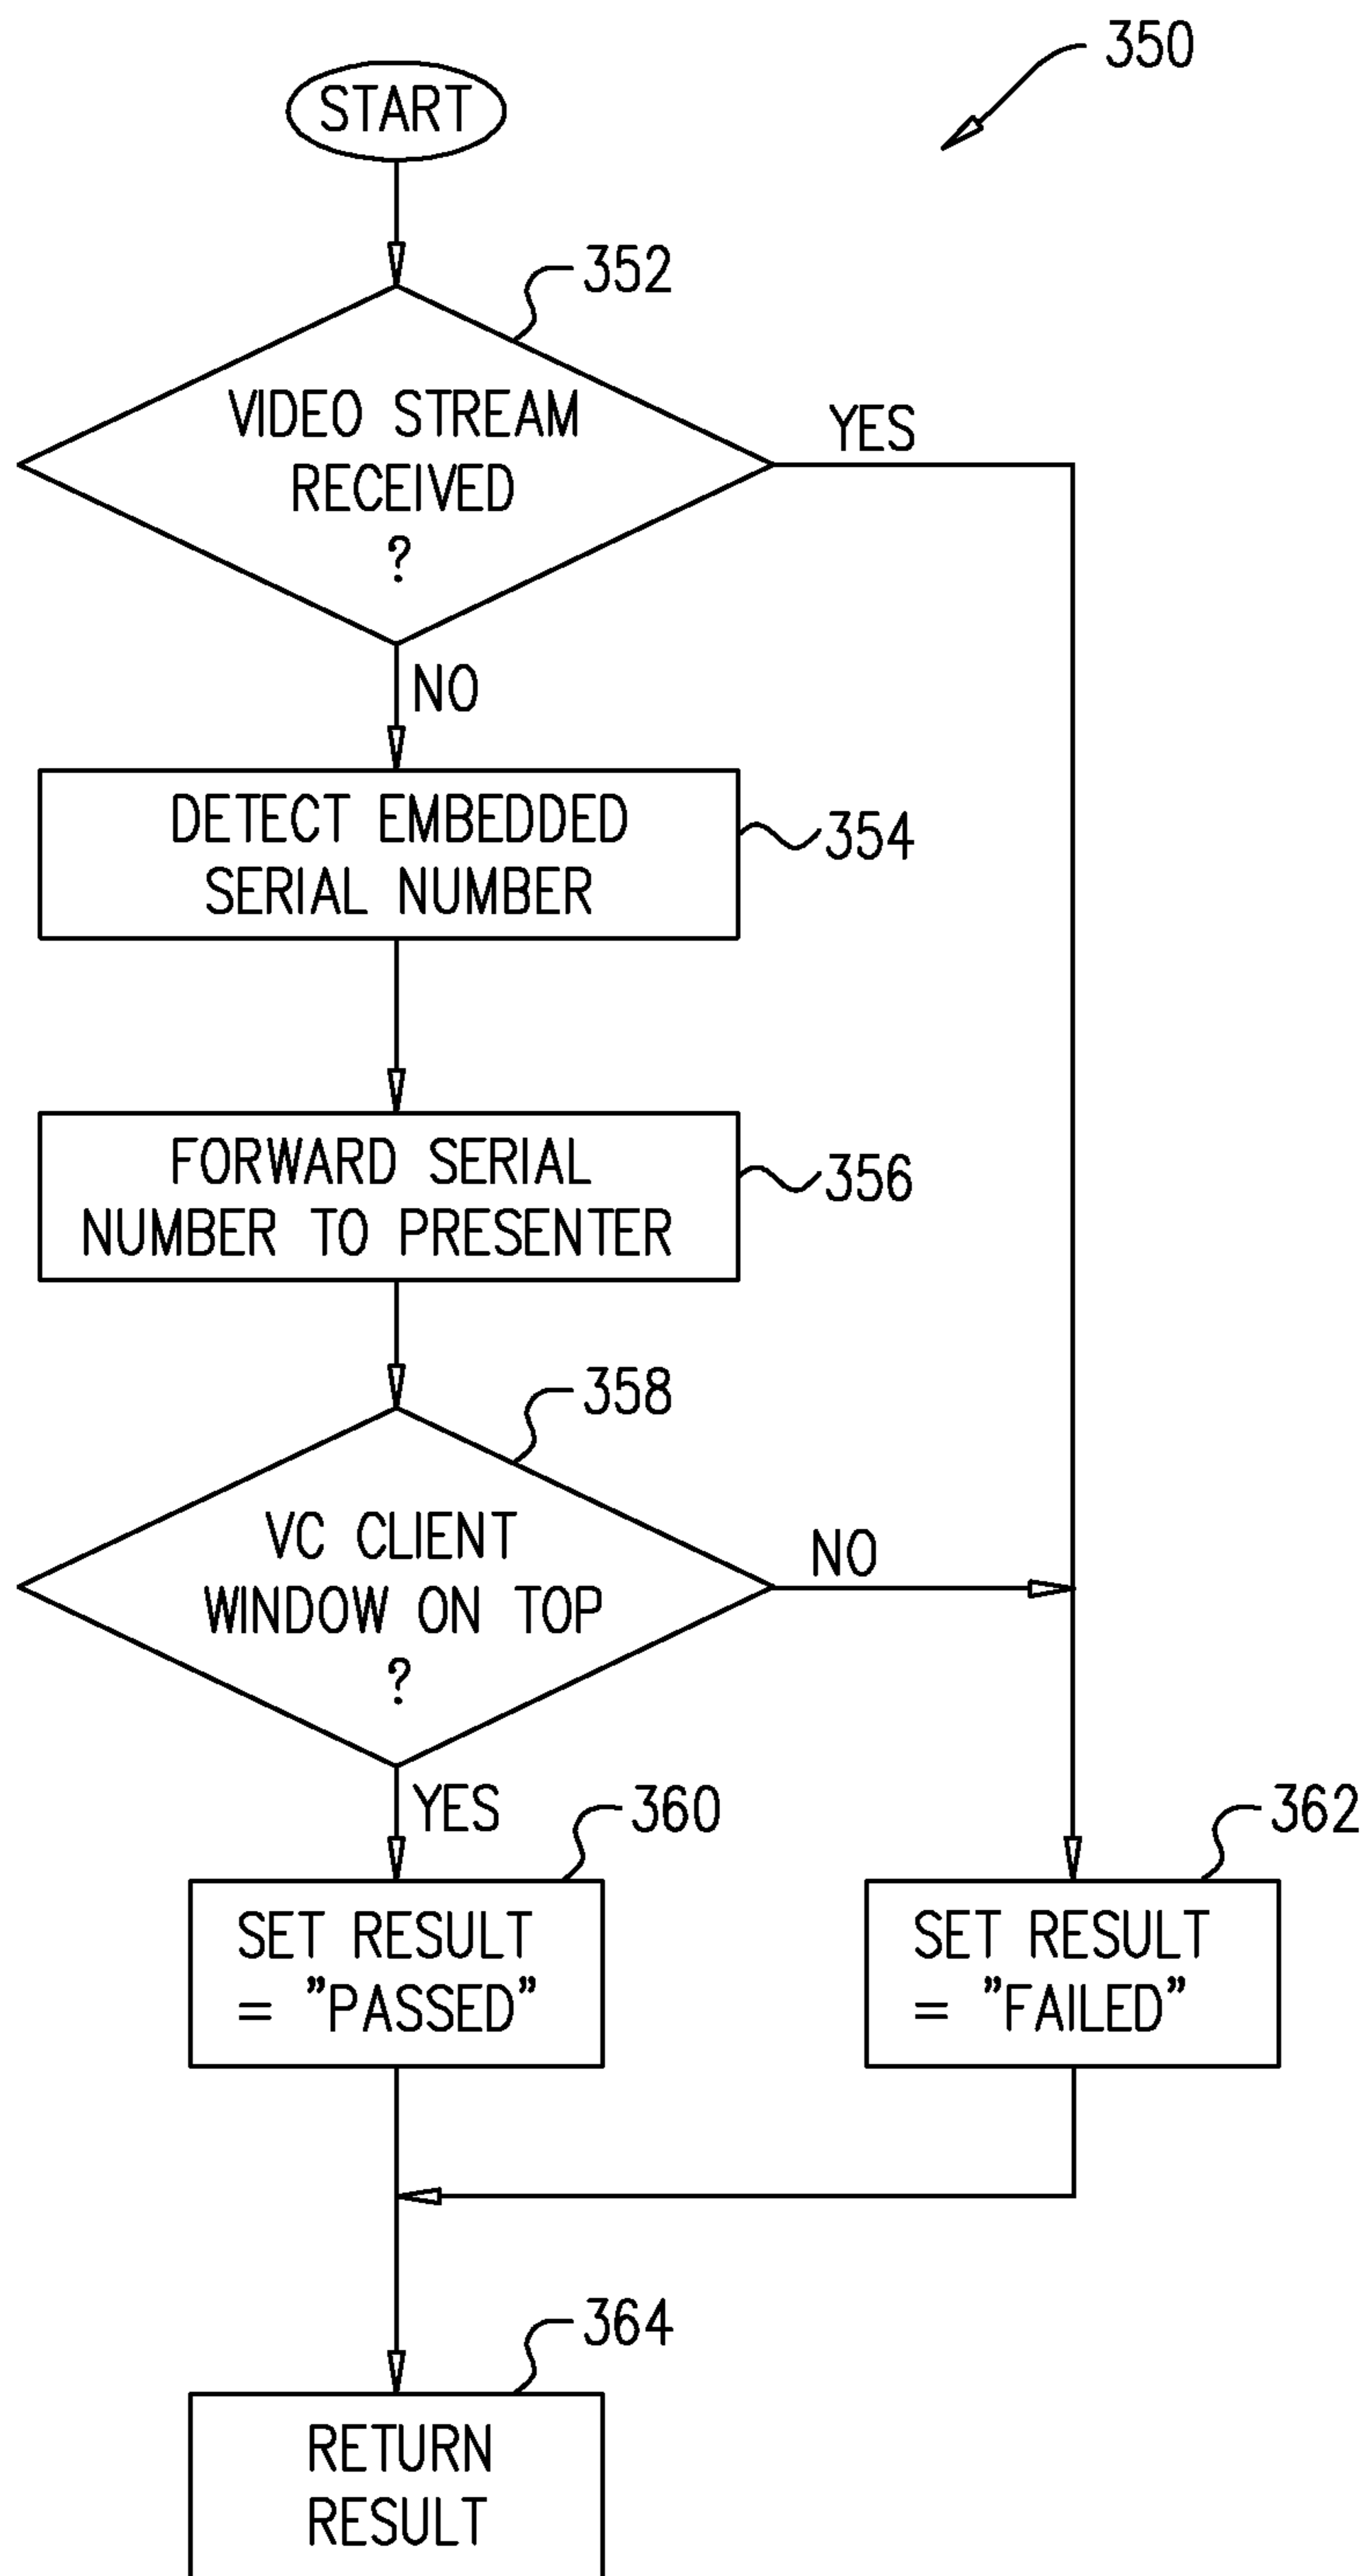 350
START
352
VIDEO STREAM
RECEIVED
?
YES
NO
DETECT EMBEDDED
SERIAL NUMBER
354
FORWARD SERIAL
NUMBER TO PRESENTER
356
358
VC CLIENT
WINDOW ON TOP
?
NO
YES
360
SET RESULT
= "PASSED"
362
SET RESULT
= "FAILED"
364
RETURN
RESULT